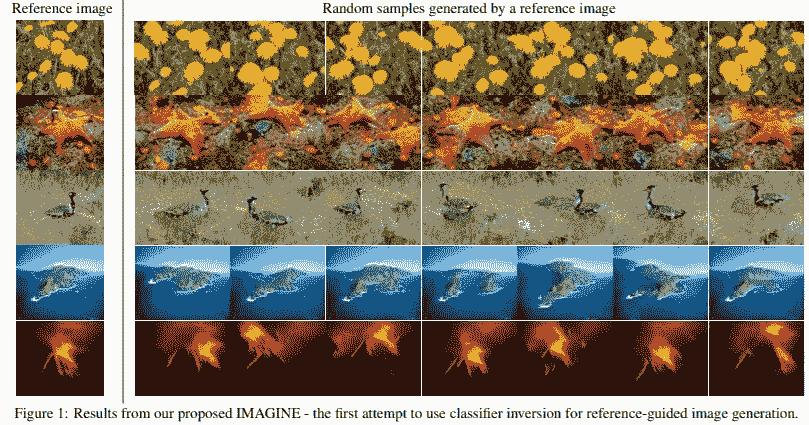 Reference image
Random samples generated by a reference image
Figure 1: Results from our proposed IMAGINE - the first attempt to use classifier inversion for reference-guided image generation.